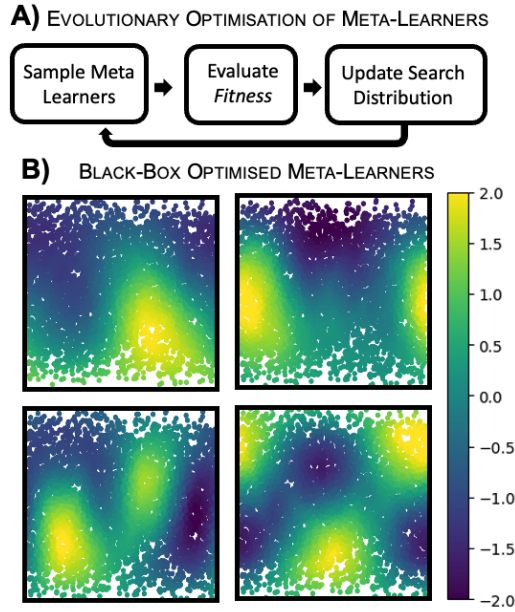 A) EVOLUTIONARY OPTIMISATION OF META-LEARNERS
Sample Meta
Learners
Evaluate
Fitness
Update Search
Distribution
B) BLACK-BOX OPTIMISED META-LEARNERS
2.0
1.5
1.0
0.5
0.0
−0.5
−1.0
−1.5
−2.0